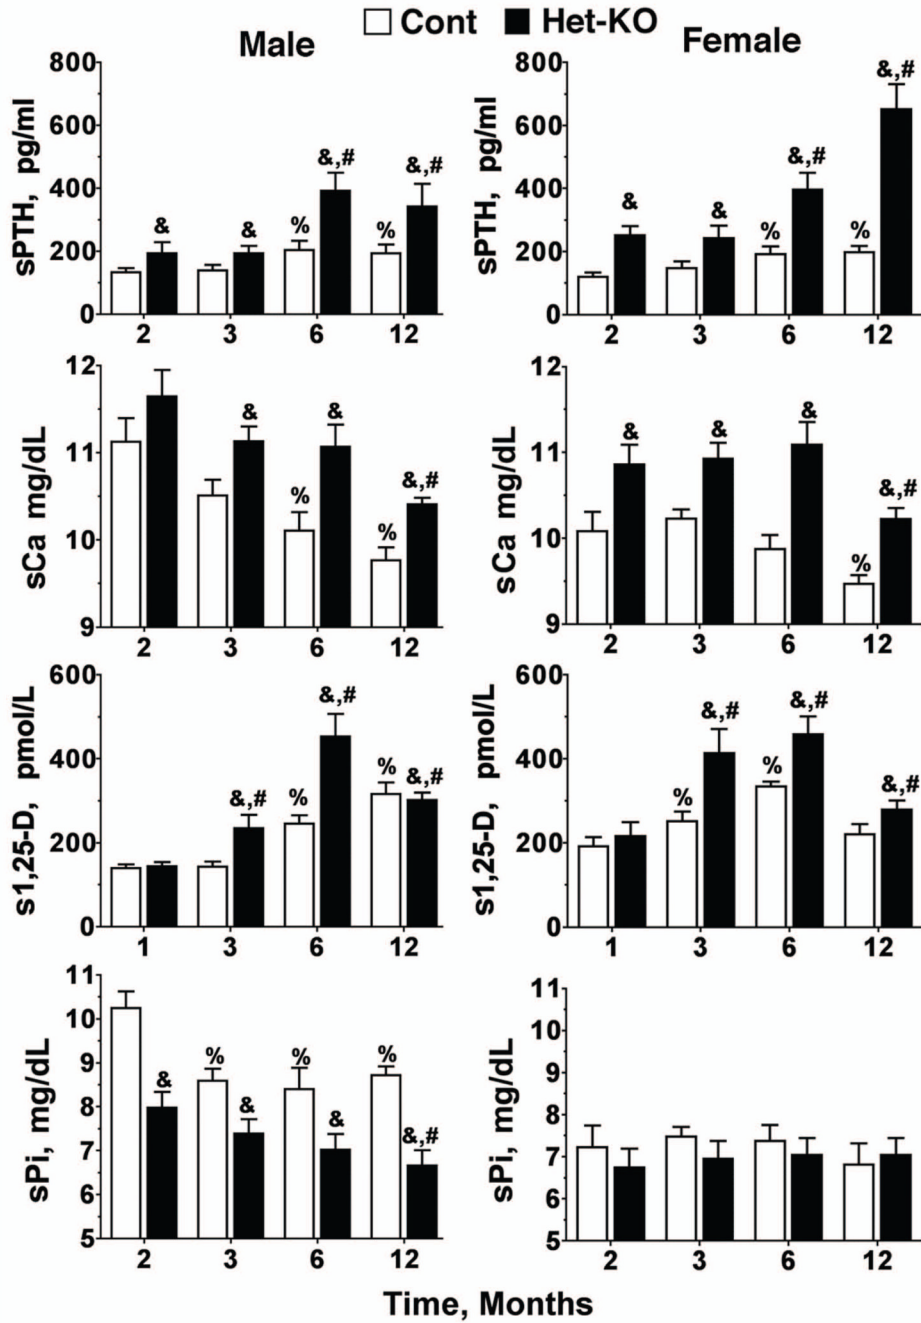 Cont Het-KO
Male Female
800
600
400
200
0
sPTH, pg/ml
& & % &,# % &,#
2 3 6 12
800
600
400
200
0
sPTH, pg/ml
& & % &,# % &,#
2 3 6 12
12
11
10
9
sCa mg/dL
& % & % &,#
2 3 6 12
12
11
10
9
sCa mg/dL
& & & % &,#
2 3 6 12
600
400
200
0
s1,25-D, pmol/L
&,# % &,# % &,#
1 3 6 12
600
400
200
0
s1,25-D, pmol/L
% &,# % &,# &,#
1 3 6 12
11
10
9
8
7
6
5
sPi, mg/dL
& % & % & % &,#
2 3 6 12
11
10
9
8
7
6
5
sPi, mg/dL
2 3 6 12
Time, Months